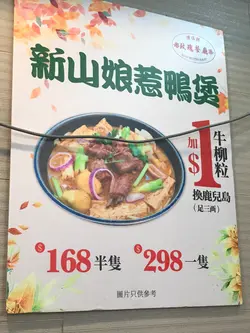 新山娘惹鴨煲
加$1
牛柳粒
換鹿兒島
(足三両)
$168半隻
$298一隻
圖片只供參考